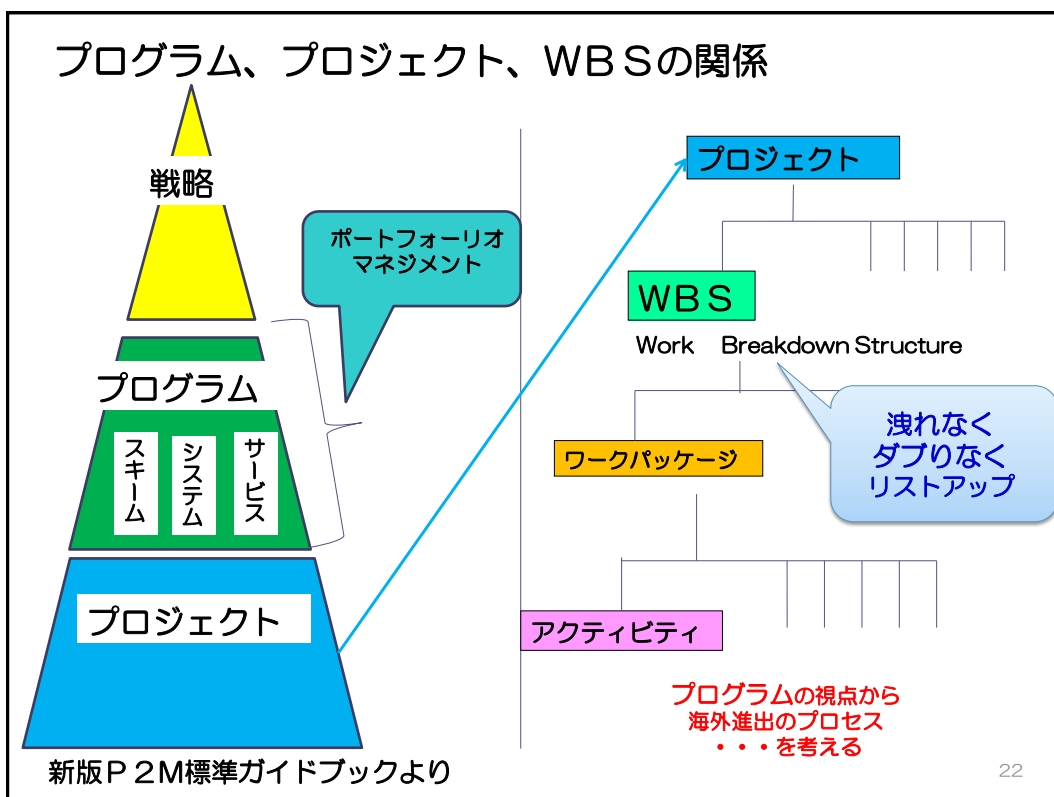 プログラム、プロジェクト、ＷＢＳの関係
戦略
ポートフォーリオ
マネジメント
プログラム
スキーム
システム
サービス
プロジェクト
新版Ｐ２Ｍ標準ガイドブックより
プロジェクト
ＷＢＳ
Work Breakdown Structure
洩れなく
ダブりなく
リストアップ
ワークパッケージ
アクティビティ
プログラムの視点から
海外進出のプロセス
・・・を考える
22